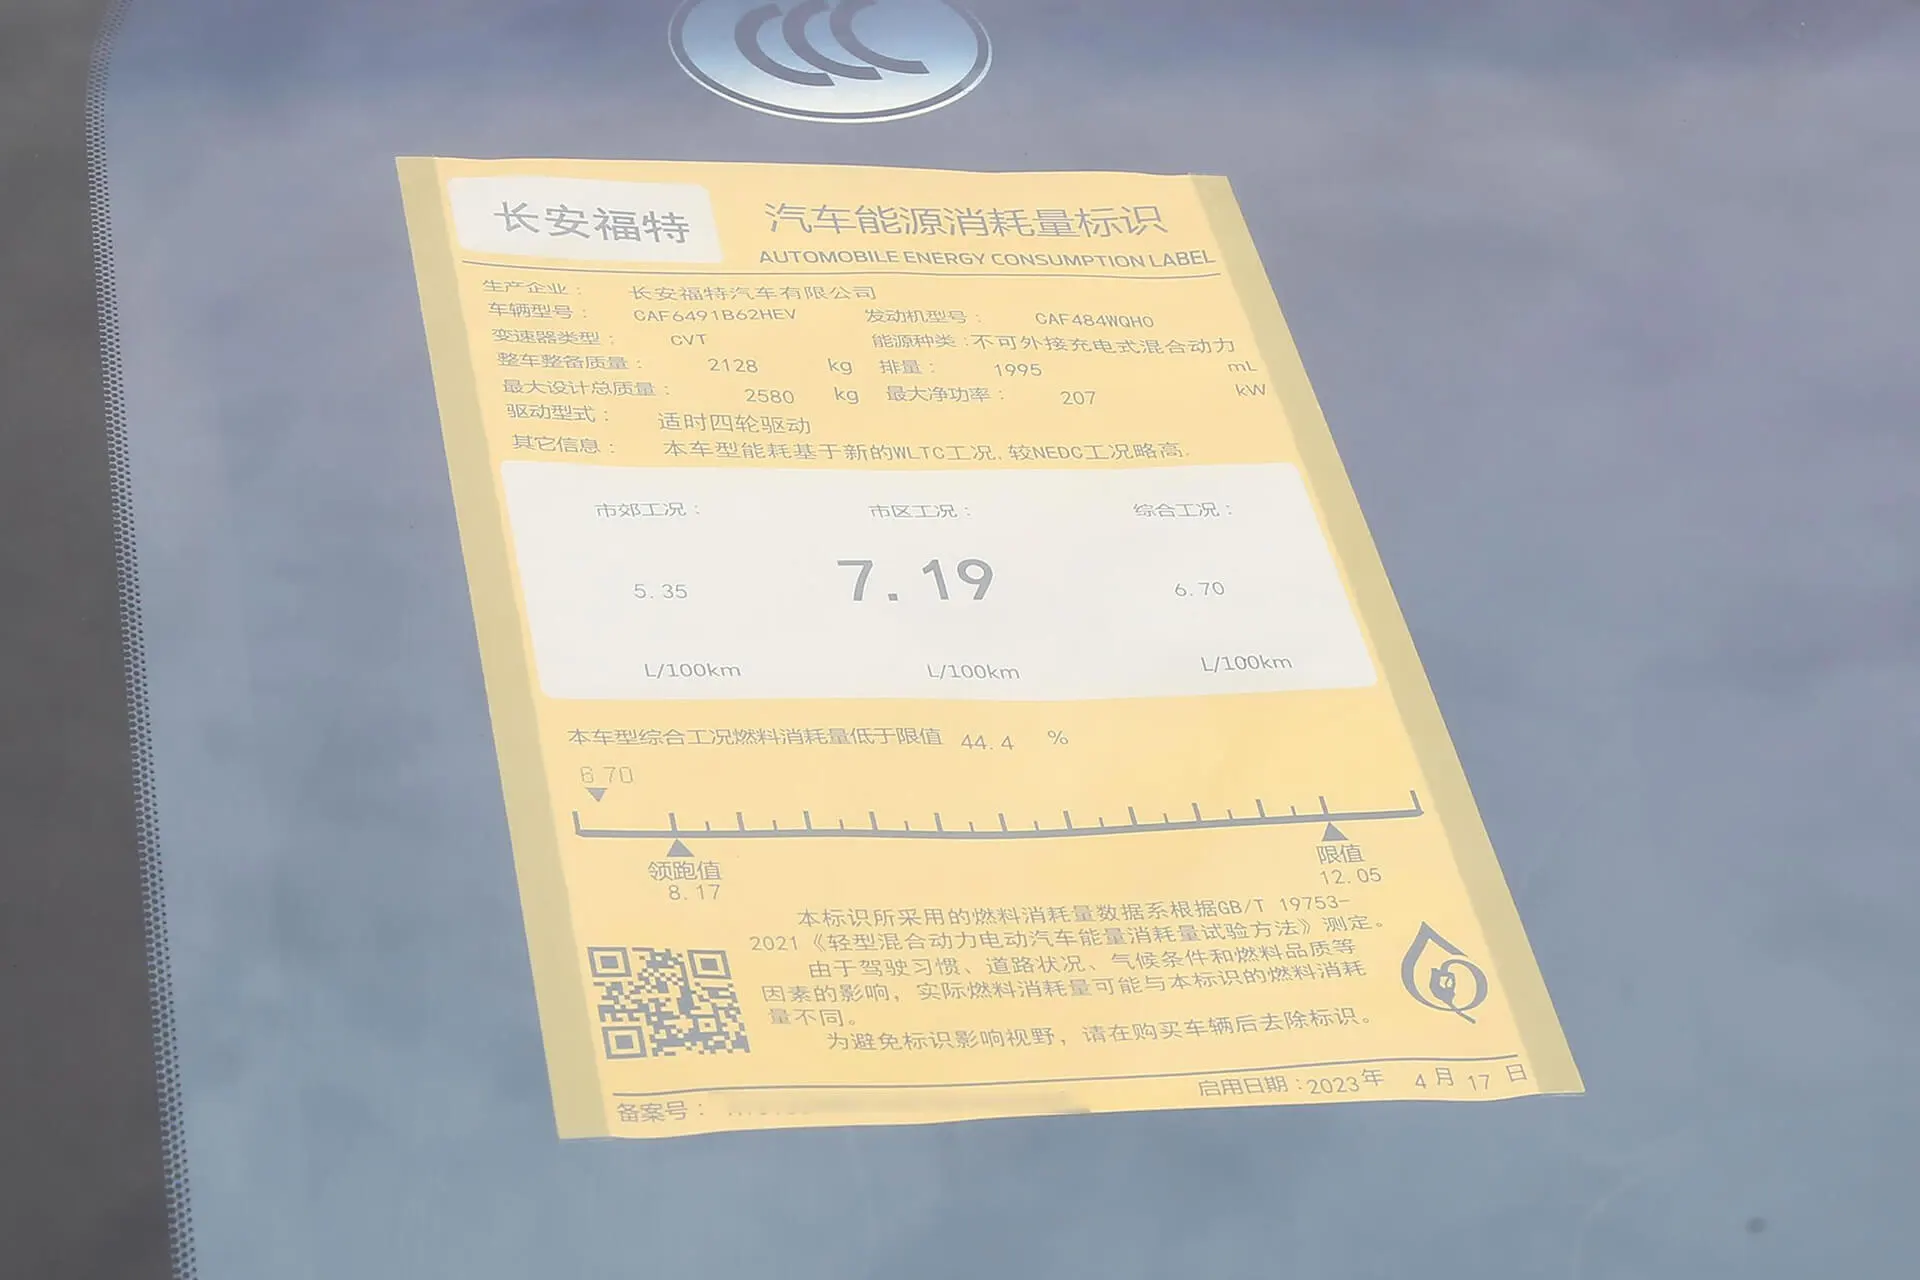 长安福特
汽车能源消耗量标识
AUTOMOBILE ENERGY CONSUMPTION LABEL
生产企业： 长安福特汽车有限公司
车辆型号： CAF6491B62HEV 发动机型号： CAF484WQH0
变速器类型： CVT 能源种类：不可外接充电式混合动力
整车整备质量： 2128 kg 排量： 1995 mL
最大设计总质量： 2580 kg 最大净功率： 207 kW
驱动型式： 适时四轮驱动
其它信息： 本车型能耗基于新的WLTC工况,较NEDC工况略高.
市郊工况： 市区工况： 综合工况：
5.35 7.19 6.70
L/100km L/100km L/100km
本车型综合工况燃料消耗量低于限值 44.4 %
6.70
领跑值 限值
8.17 12.05
本标识所采用的燃料消耗量数据系根据GB/T 19753-
2021《轻型混合动力电动汽车能量消耗量试验方法》测定。
由于驾驶习惯、道路状况、气候条件和燃料品质等
因素的影响，实际燃料消耗量可能与本标识的燃料消耗
量不同。
为避免标识影响视野，请在购买车辆后去除标识。
启用日期：2023年 4月 17日
备案号：